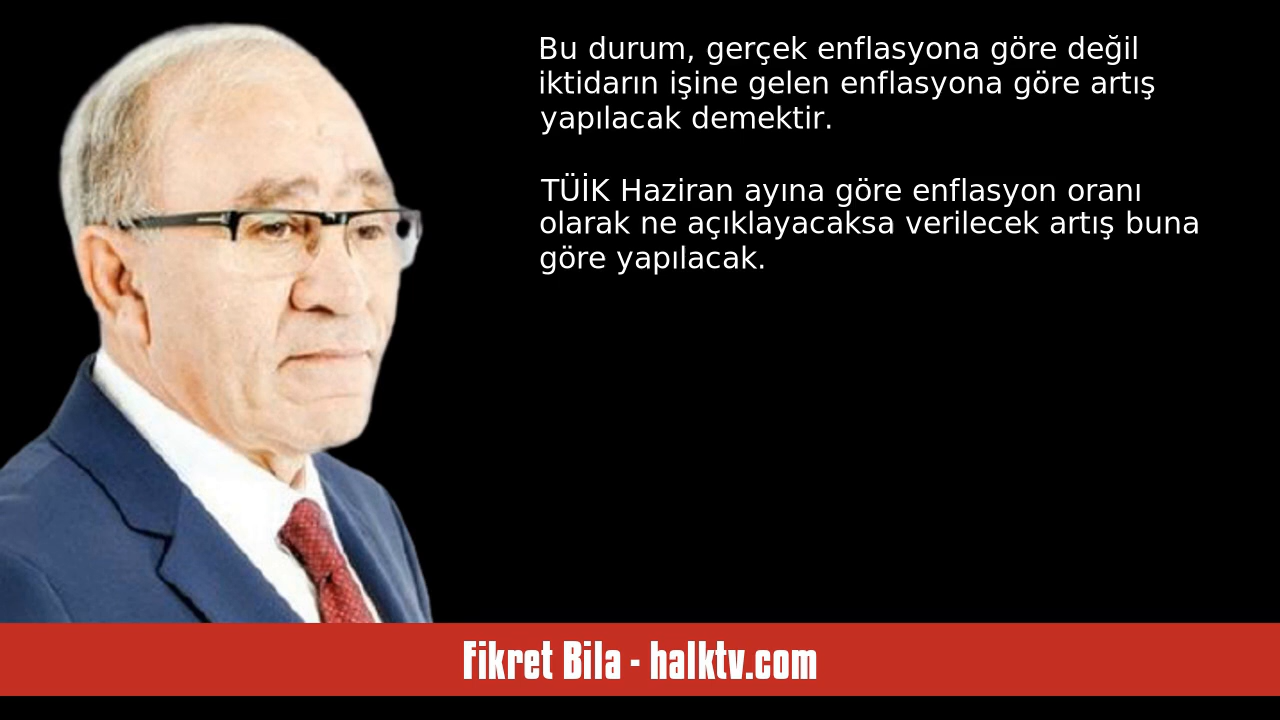 Bu durum, gerçek enflasyona göre değil
iktidarın işine gelen enflasyona göre artış
yapılacak demektir.
TÜİK Haziran ayına göre enflasyon oranı
olarak ne açıklayacaksa verilecek artış buna
göre yapılacak.
Fikret Bila - halktv.com